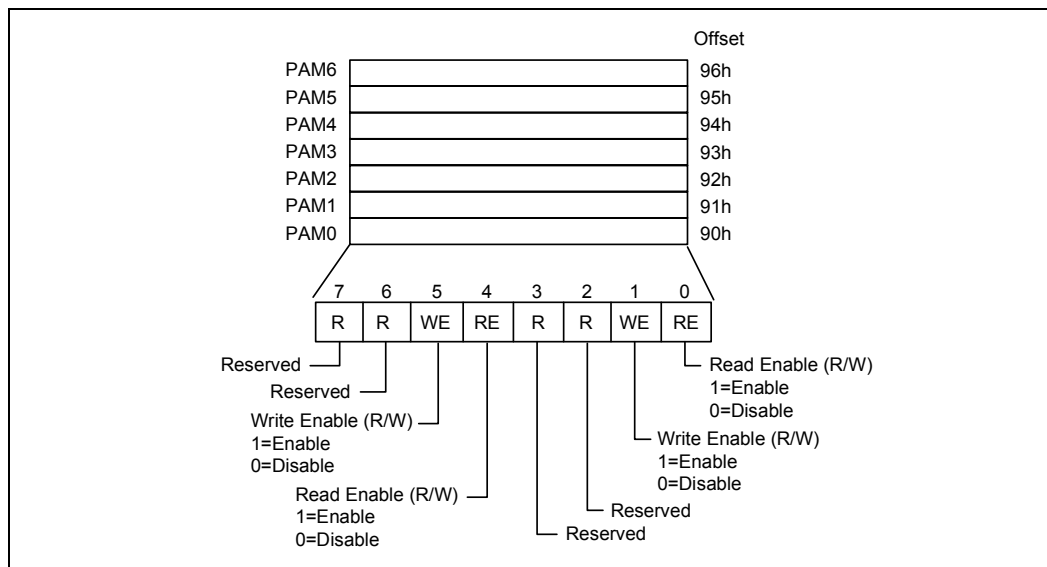 Offset
PAM6 96h
PAM5 95h
PAM4 94h
PAM3 93h
PAM2 92h
PAM1 91h
PAM0 90h
7 6 5 4 3 2 1 0
R R WE RE R R WE RE
Reserved
Reserved
Write Enable (R/W)
1=Enable
0=Disable
Read Enable (R/W)
1=Enable
0=Disable
Reserved
Reserved
Write Enable (R/W)
1=Enable
0=Disable
Read Enable (R/W)
1=Enable
0=Disable